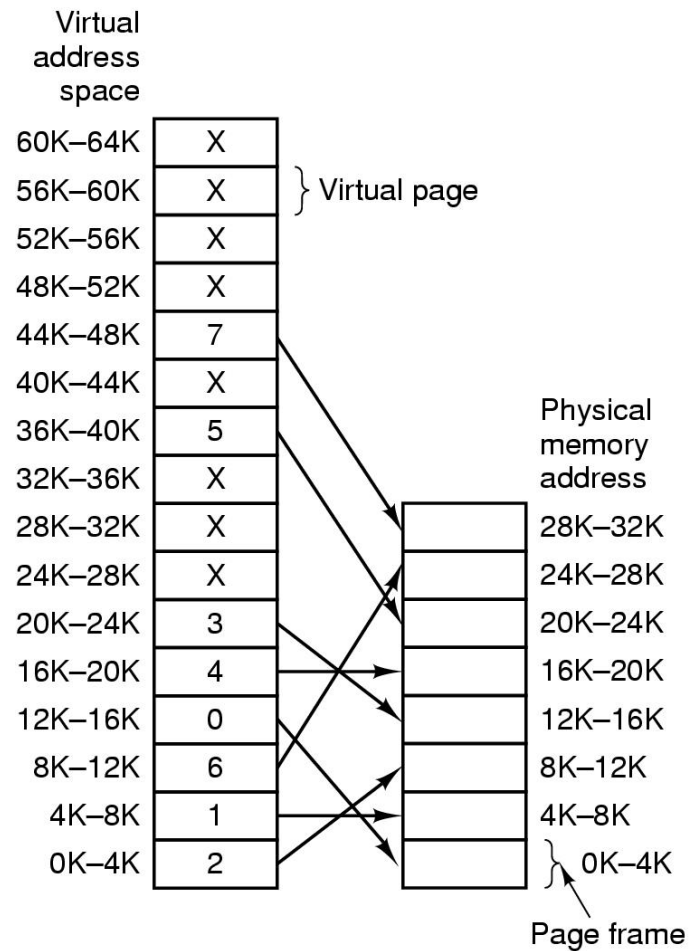 Virtual
address
space
60K–64K X
56K–60K X Virtual page
52K–56K X
48K–52K X
44K–48K 7
40K–44K X
36K–40K 5
32K–36K X
28K–32K X
24K–28K X
20K–24K 3
16K–20K 4
12K–16K 0
8K–12K 6
4K–8K 1
0K–4K 2
Physical
memory
address
28K–32K
24K–28K
20K–24K
16K–20K
12K–16K
8K–12K
4K–8K
0K–4K
Page frame